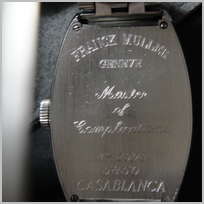 FRANCK MULLER
GENEVE
Master
of
Complications
CASABLANCA